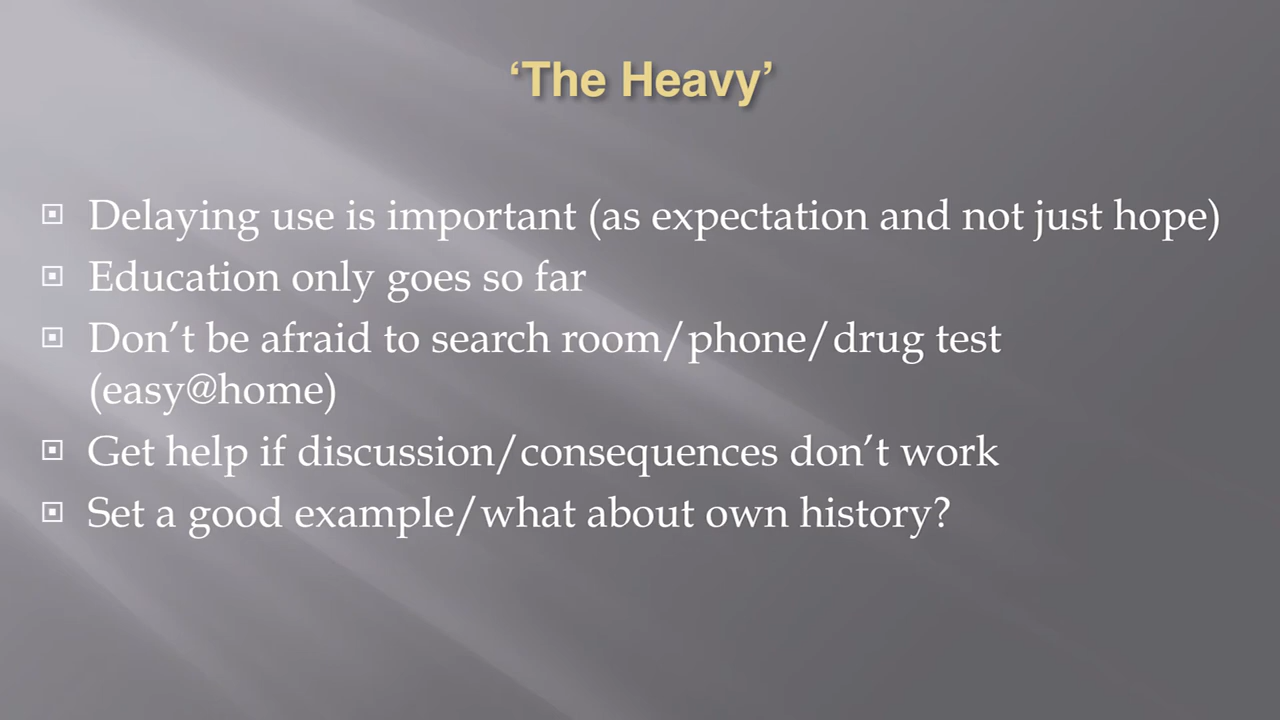 ‘The Heavy’
Delaying use is important (as expectation and not just hope)
Education only goes so far
Don’t be afraid to search room/phone/drug test
(easy@home)
Get help if discussion/consequences don’t work
Set a good example/what about own history?